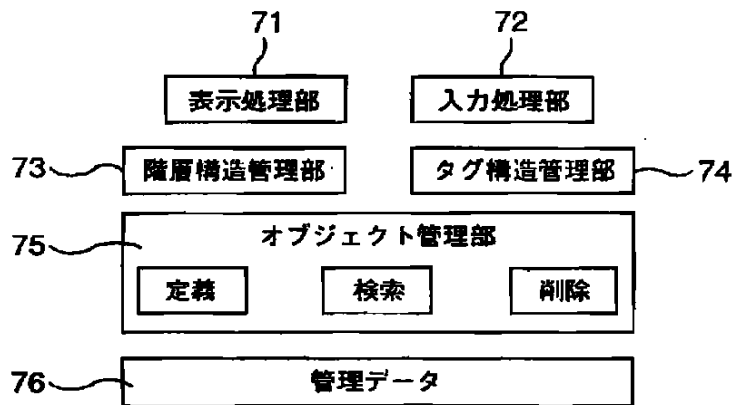 71
72
表示処理部
入力処理部
73
階層構造管理部
タグ構造管理部
74
75
オブジェクト管理部
定義
検索
削除
76
管理データ